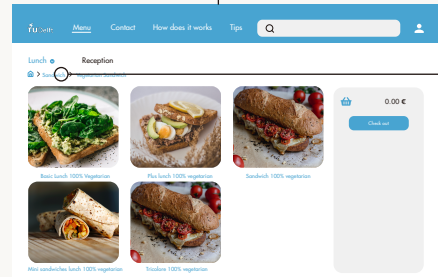 Menu Contact How does it works Tips
Lunch Reception
Sandwich > Vegetarian Sandwich
0.00 €
Check out
Basic lunch 100% Vegetarian
Plus lunch 100% vegetarian
Sandwich 100% vegetarian
Mini sandwiches lunch 100% vegetarian
Tricolore 100% vegetarian